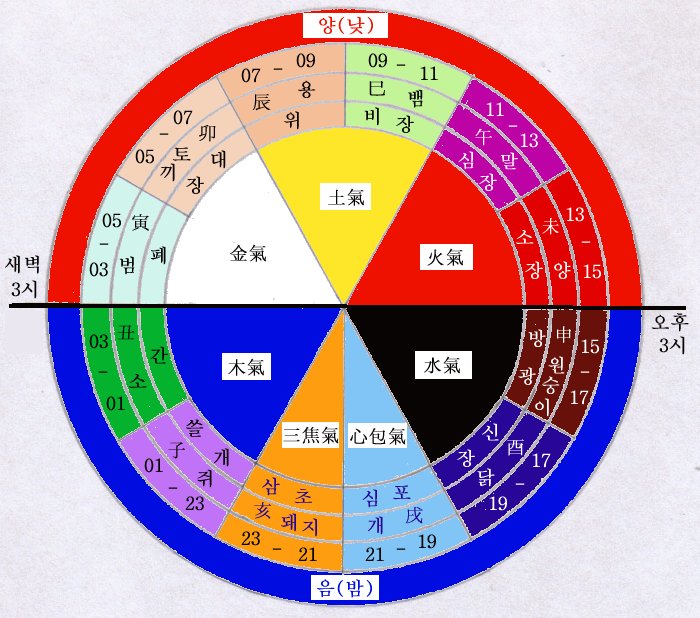 양(낮)
07 - 09
辰 용
위
09 - 11
巳 뱀
비 장
11 - 13
午 말
심 장
13 - 15
未 양
소 장
15 - 17
申 원숭이
방광
17 - 19
酉 닭
신 장
19 - 21
戌 개
심 포
21 - 23
亥 돼지
삼 초
23 - 01
子 쥐
쓸 개
01 - 03
丑 소
간
03 - 05
寅 범
폐
05 - 07
卯 토끼
대 장
土氣
金氣
火氣
木氣
水氣
三焦氣
心包氣
새벽
3시
오후
3시
음(밤)